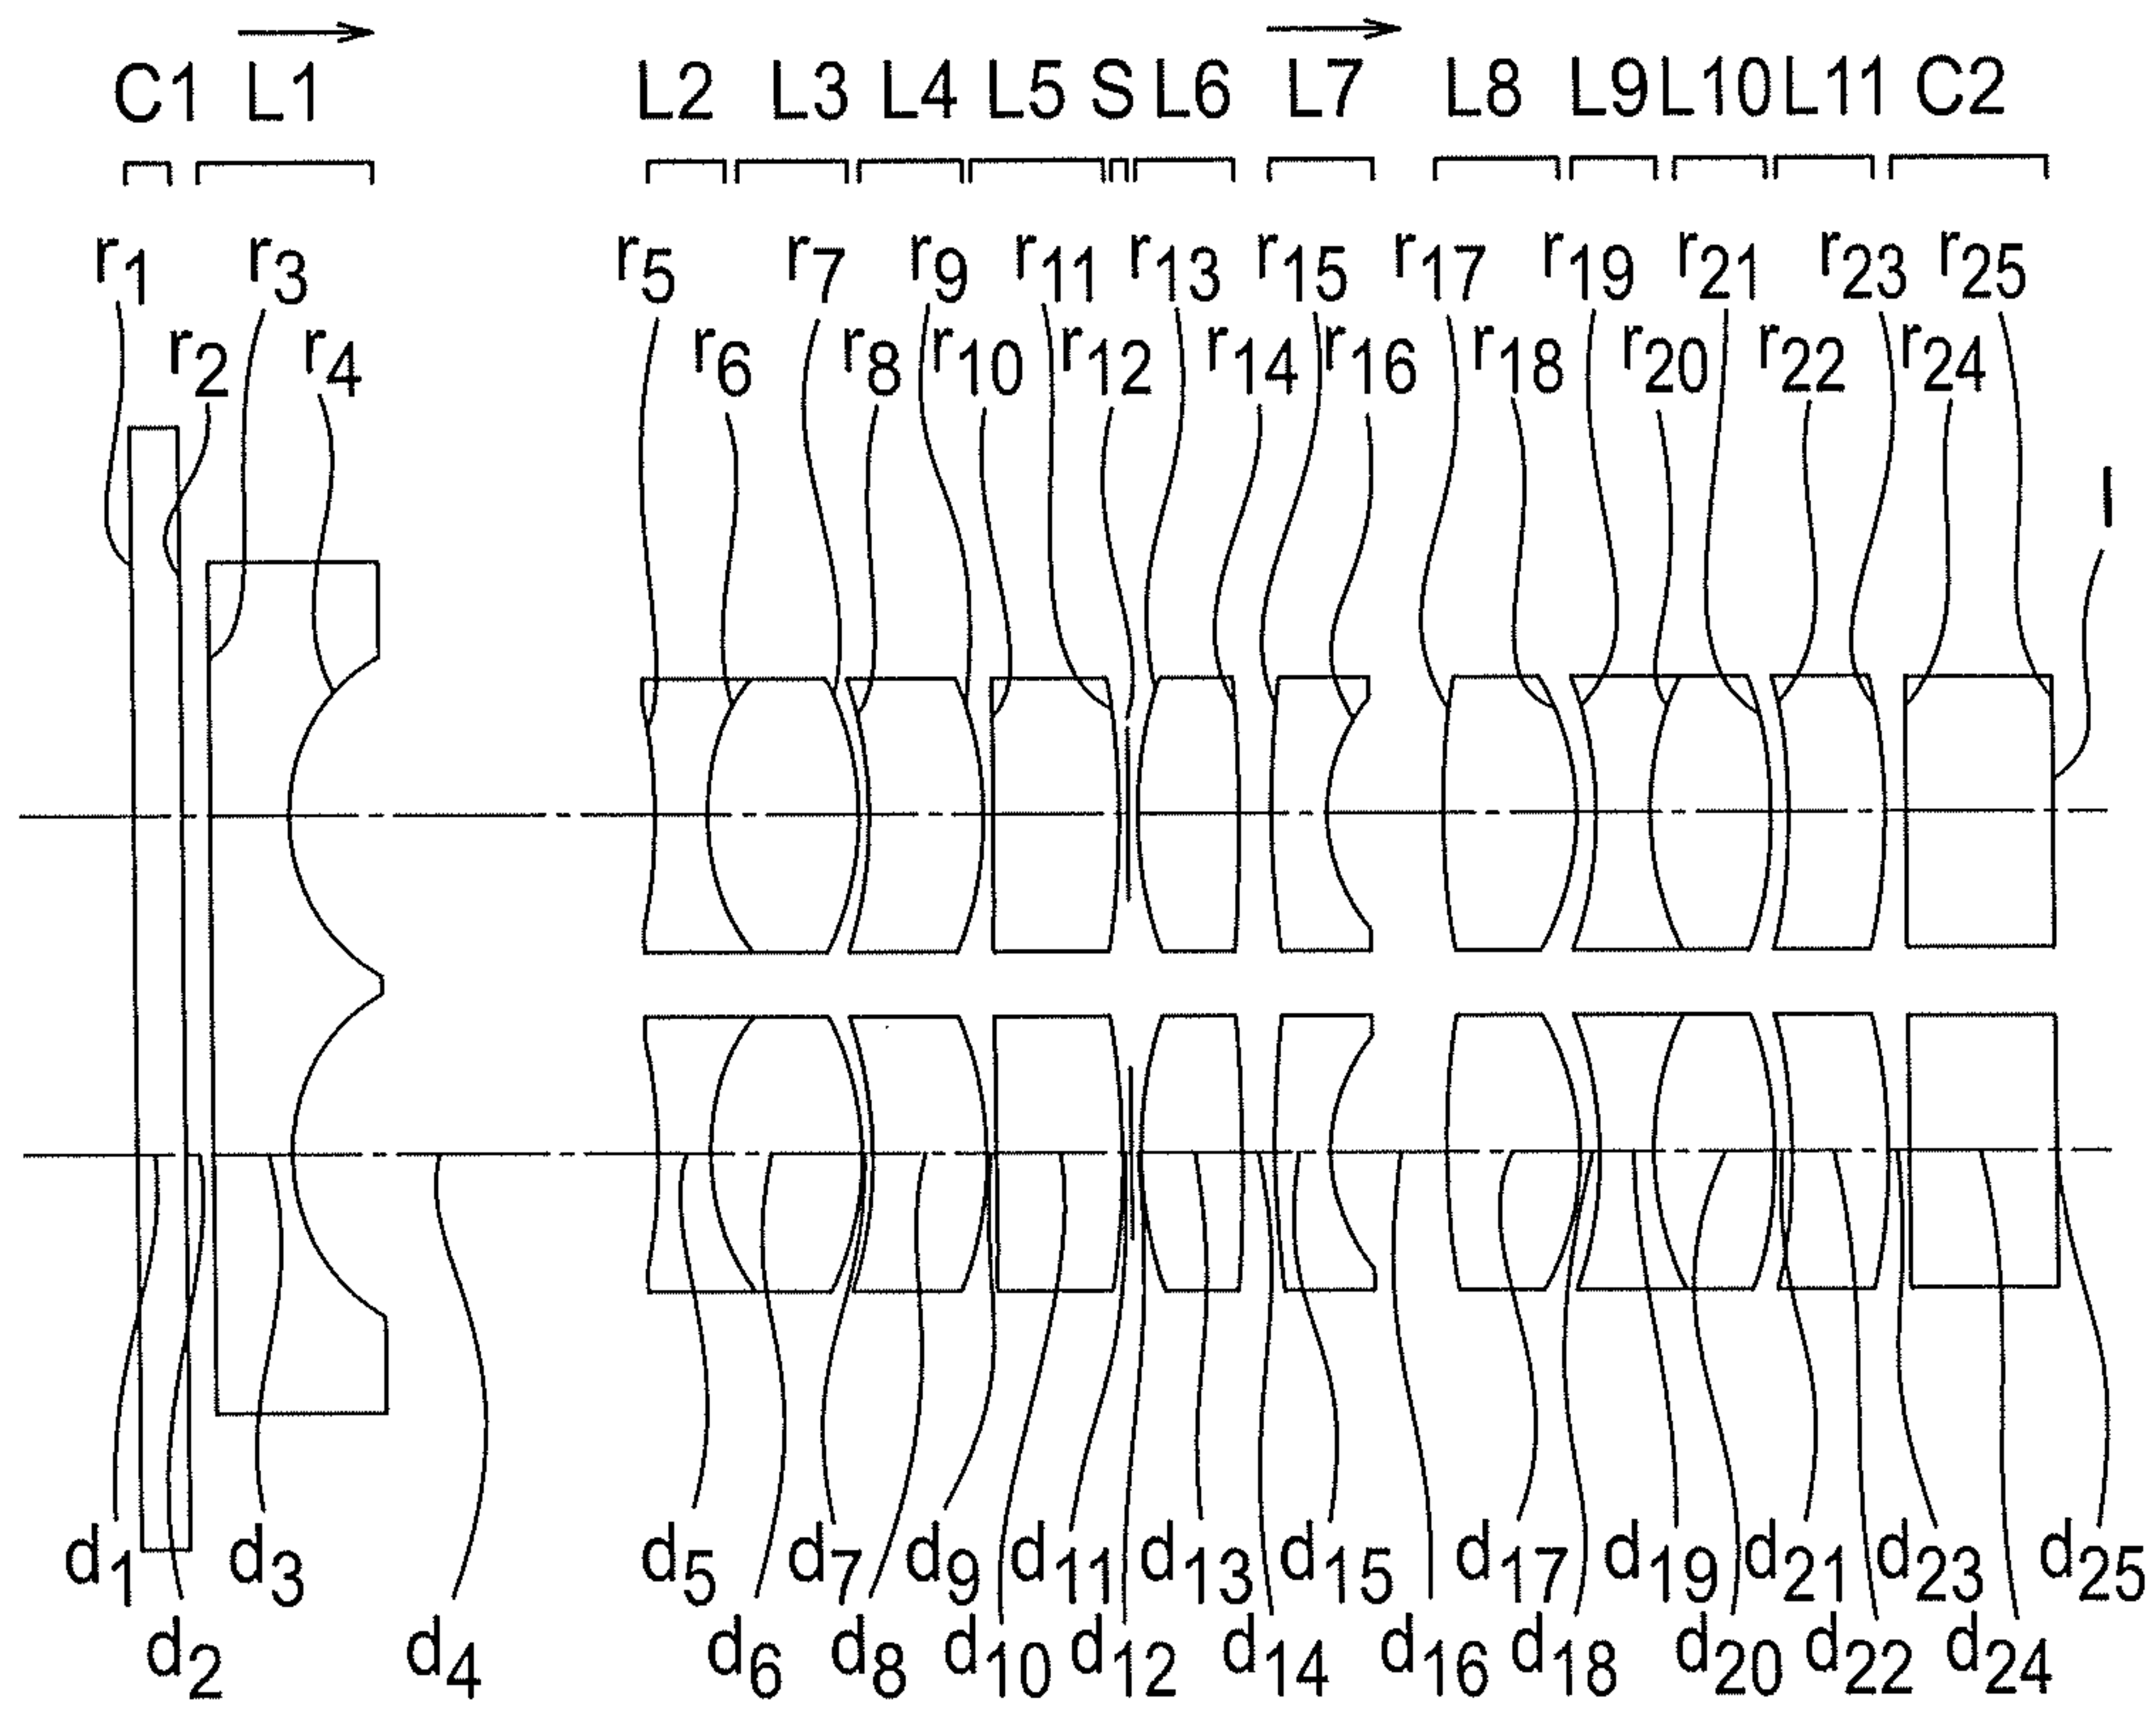 C1 L1 L2 L3 L4 L5 S L6 L7 L8 L9 L10 L11 C2
r1 r3 r5 r7 r9 r11 r13 r15 r17 r19 r21 r23 r25
r2 r4 r6 r8 r10 r12 r14 r16 r18 r20 r22 r24
I
d1 d3 d5 d7 d9 d11 d13 d15 d17 d19 d21 d23 d25
d2 d4 d6 d8 d10 d12 d14 d16 d18 d20 d22 d24